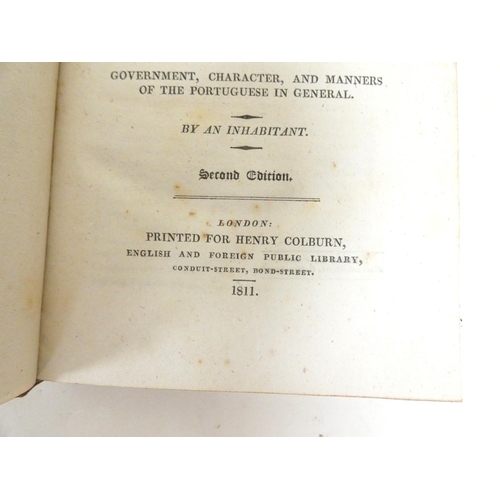 GOVERNMENT, CHARACTER, AND MANNERS
OF THE PORTUGUESE IN GENERAL.
BY AN INHABITANT.
Second Edition.
LONDON:
PRINTED FOR HENRY COLBURN,
ENGLISH AND FOREIGN PUBLIC LIBRARY,
CONDUIT-STREET, BOND-STREET.
1811.